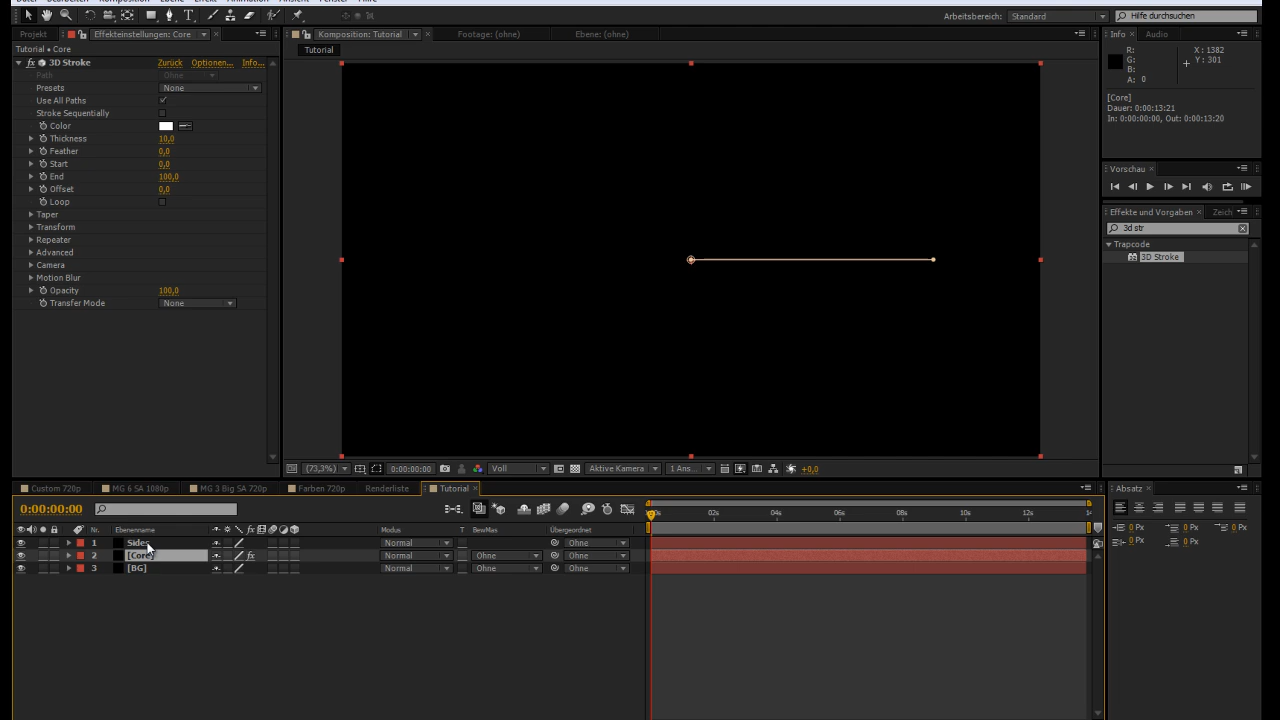 Datei Bearbeiten Komposition Ebene Effekt Animation Ansicht Fenster Hilfe
Arbeitsbereich: Standard Hilfe durchsuchen
Projekt Effekteinstellungen: Core Komposition: Tutorial Footage: (ohne) Ebene: (ohne) Info Audio
Tutorial • Core Tutorial
R: X: 1382
G: Y: 301
B:
A: 0
fx 3D Stroke Zurück Optionen... Info...
Path Ohne
Presets None
Use All Paths
Stroke Sequentially
Color
Thickness 10,0
Feather 0,0
Start 0,0
End 100,0
Offset 0,0
Loop
Taper
Transform
Repeater
Advanced
Camera
Motion Blur
Opacity 100,0
Transfer Mode None
[Core]
Dauer: 0:00:13:21
In: 0:00:00:00, Out: 0:00:13:20
Vorschau
Effekte und Vorgaben Zeich
3d str
Trapcode
3D Stroke
(73,3%) 0:00:00:00 Voll Aktive Kamera 1 Ans... +0,0
Custom 720p MG 6 SA 1080p MG 3 Big SA 720p Farben 720p Renderliste Tutorial Absatz
0:00:00:00
02s 04s 06s 08s 10s 12s
Nr. Ebenenname fx Modus T BewMas Übergeordnet
1 Sides Normal Ohne
2 [Core] fx Normal Ohne Ohne
3 [BG] Normal Ohne Ohne
0 Px 0 Px 0 Px
0 Px 0 Px